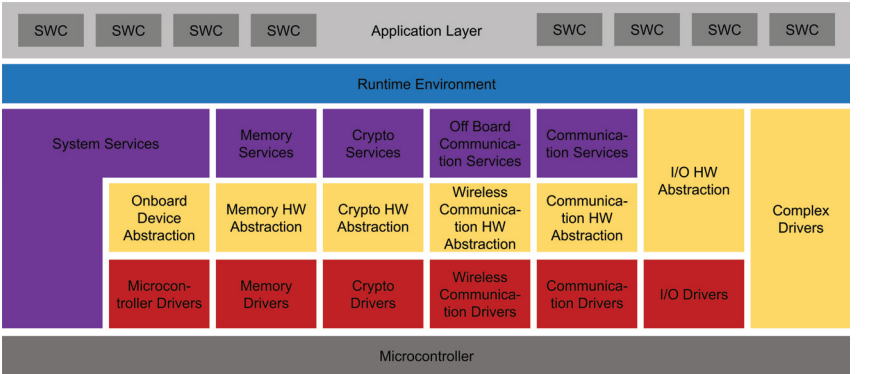 SWC SWC SWC SWC Application Layer SWC SWC SWC SWC
Runtime Environment
System Services
Memory
Services
Crypto
Services
Off Board
Communica-
tion Services
Communica-
tion Services
I/O HW
Abstraction
Complex
Drivers
Onboard
Device
Abstraction
Memory HW
Abstraction
Crypto HW
Abstraction
Wireless
Communica-
tion HW
Abstraction
Communica-
tion HW
Abstraction
Microcon-
troller Drivers
Memory
Drivers
Crypto
Drivers
Wireless
Communica-
tion Drivers
Communica-
tion Drivers
I/O Drivers
Microcontroller